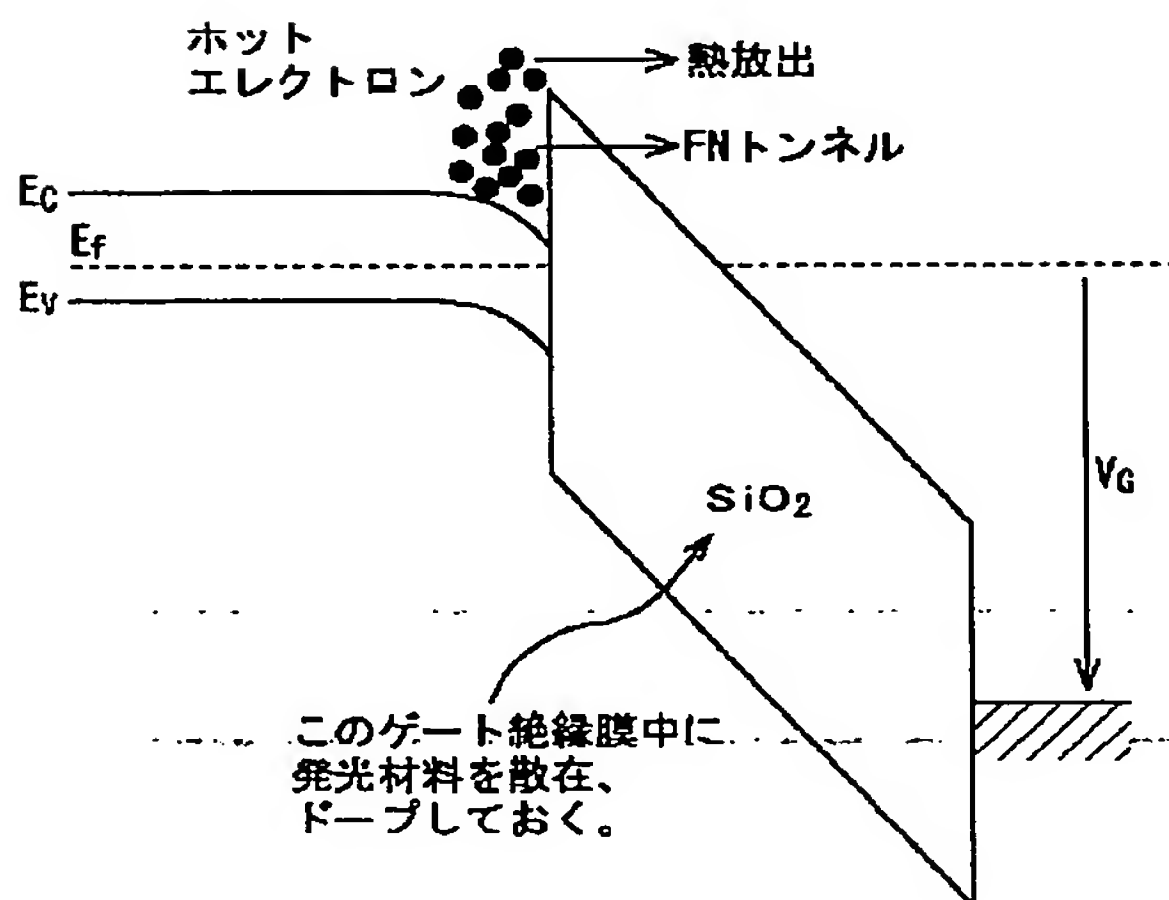 ホット
エレクトロン
熱放出
FNトンネル
EC
Ef
EV
VG
SiO2
このゲート絶縁膜中に
発光材料を散在、
ドープしておく。